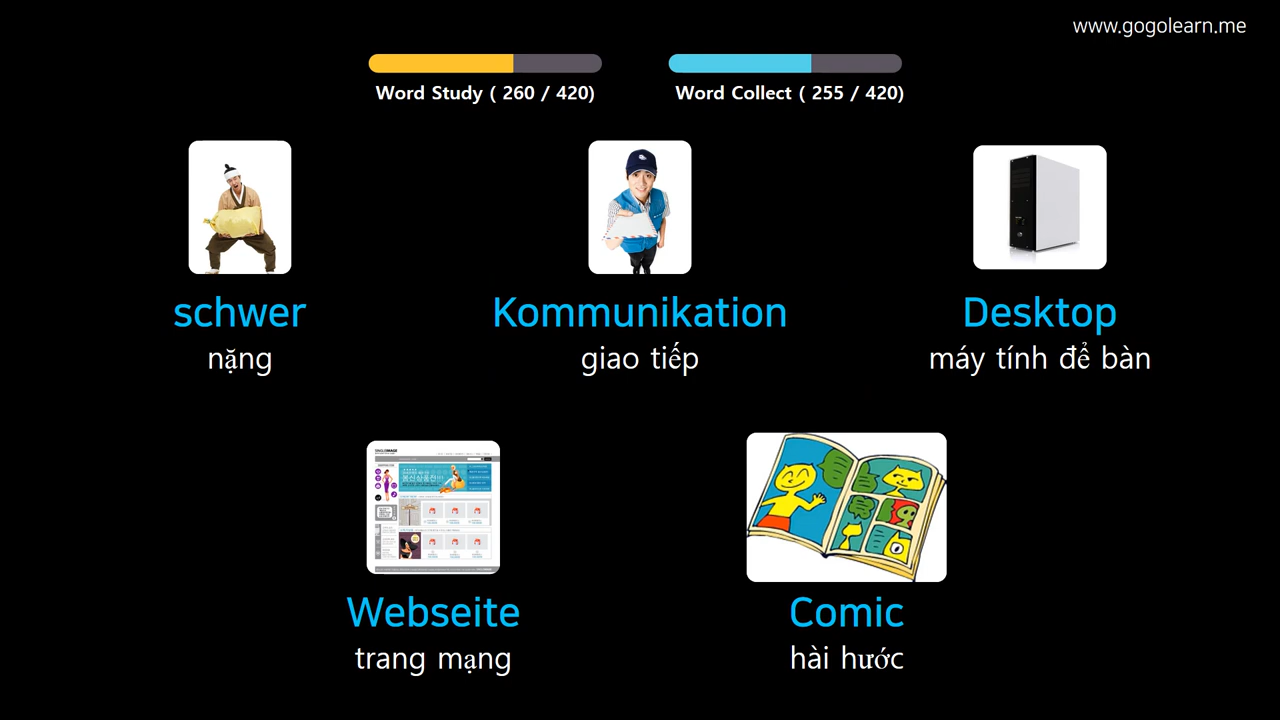 www.gogolearn.me
Word Study ( 260 / 420)
Word Collect ( 255 / 420)
schwer
nặng
Kommunikation
giao tiếp
Desktop
máy tính để bàn
Webseite
trang mạng
Comic
hài hước